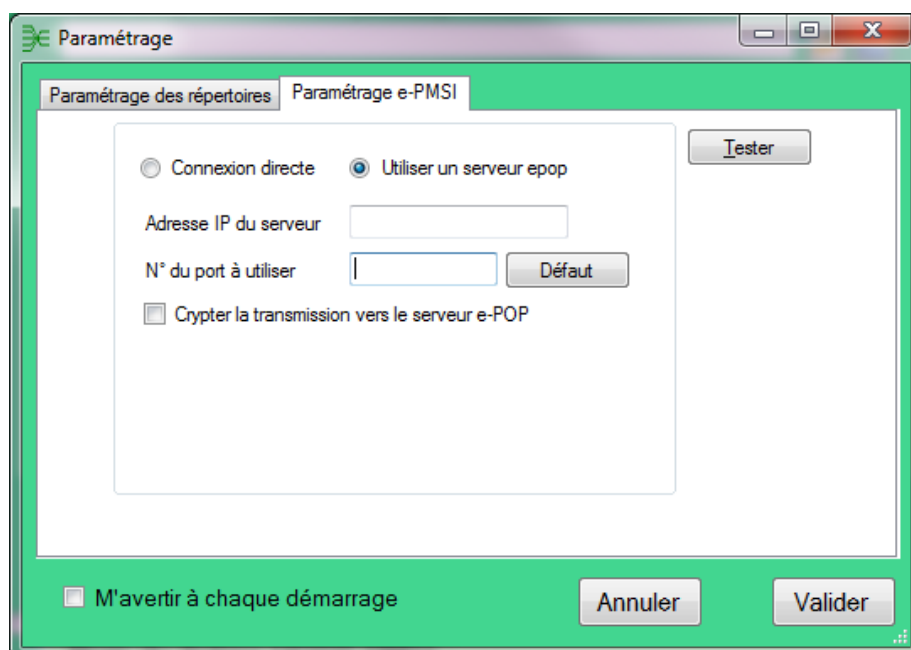 Paramétrage
Paramétrage des répertoires
Paramétrage e-PMSI
Connexion directe
Utiliser un serveur epop
Tester
Adresse IP du serveur
N° du port à utiliser
Défaut
Crypter la transmission vers le serveur e-POP
M'avertir à chaque démarrage
Annuler
Valider